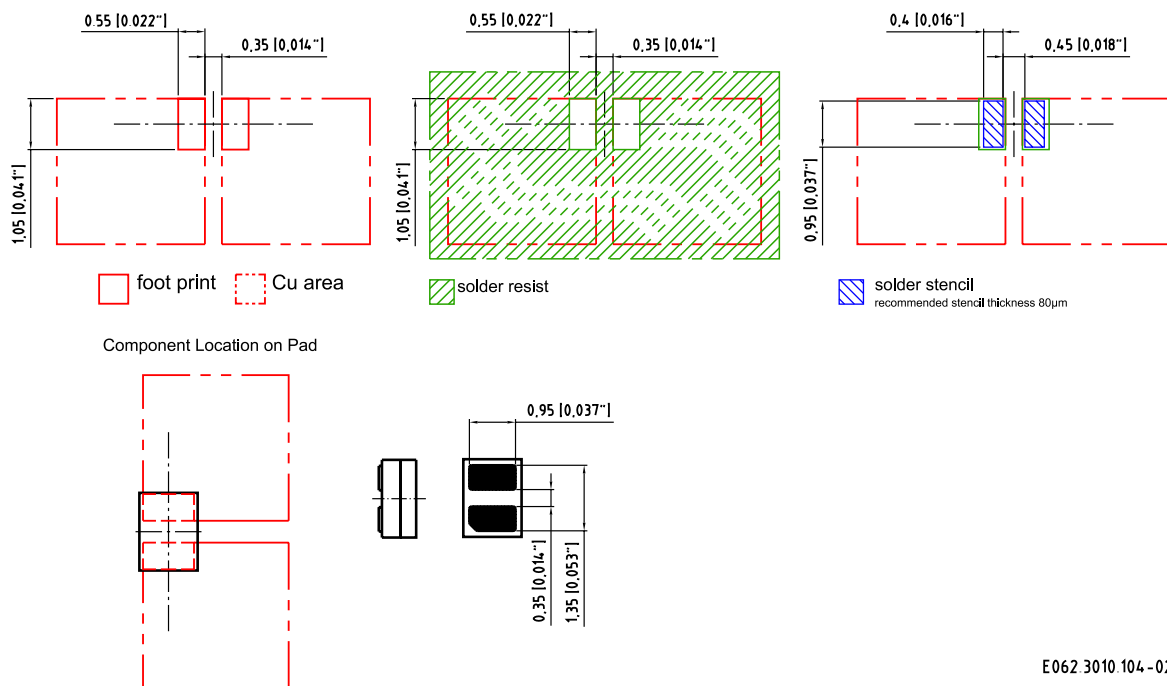 0.55 [0.022"]
0,35 [0,014"]
1,05 [0,041"]
0,55 [0,022"]
0,35 [0,014"]
1,05 [0,041"]
0,4 [0,016"]
0,45 [0,018"]
0,95 [0,037"]
foot print
Cu area
solder resist
solder stencil
recommended stencil thickness 80µm
Component Location on Pad
0,95 [0,037"]
0,35 [0,014"]
1,35 [0,053"]